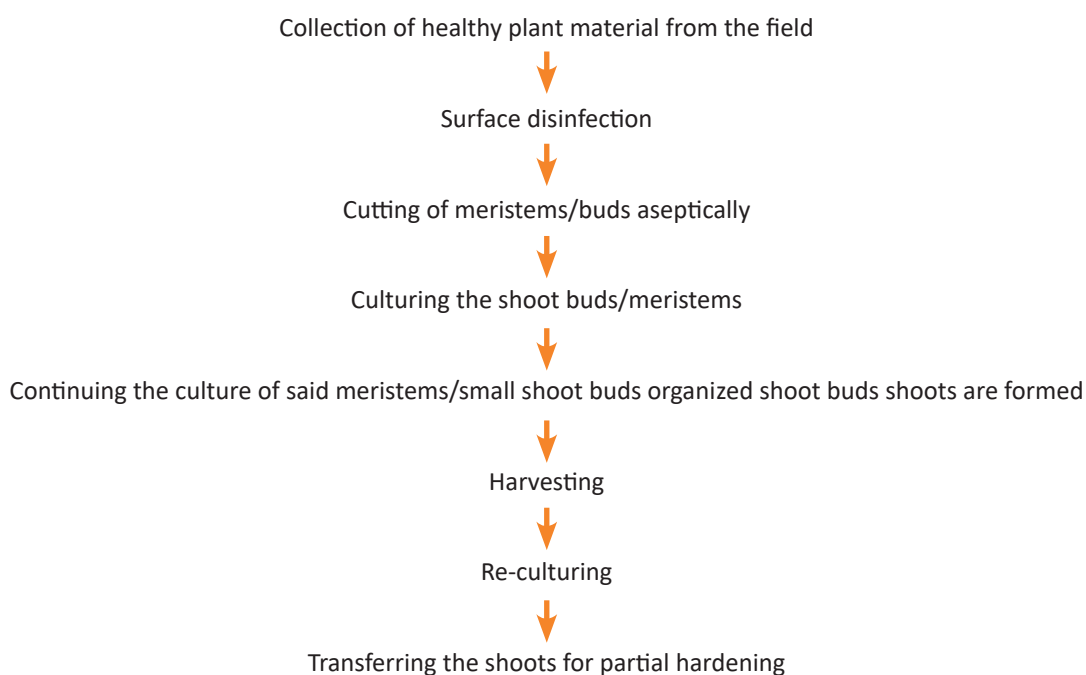 Collection of healthy plant material from the field
Surface disinfection
Cutting of meristems/buds aseptically
Culturing the shoot buds/meristems
Continuing the culture of said meristems/small shoot buds organized shoot buds shoots are formed
Harvesting
Re-culturing
Transferring the shoots for partial hardening